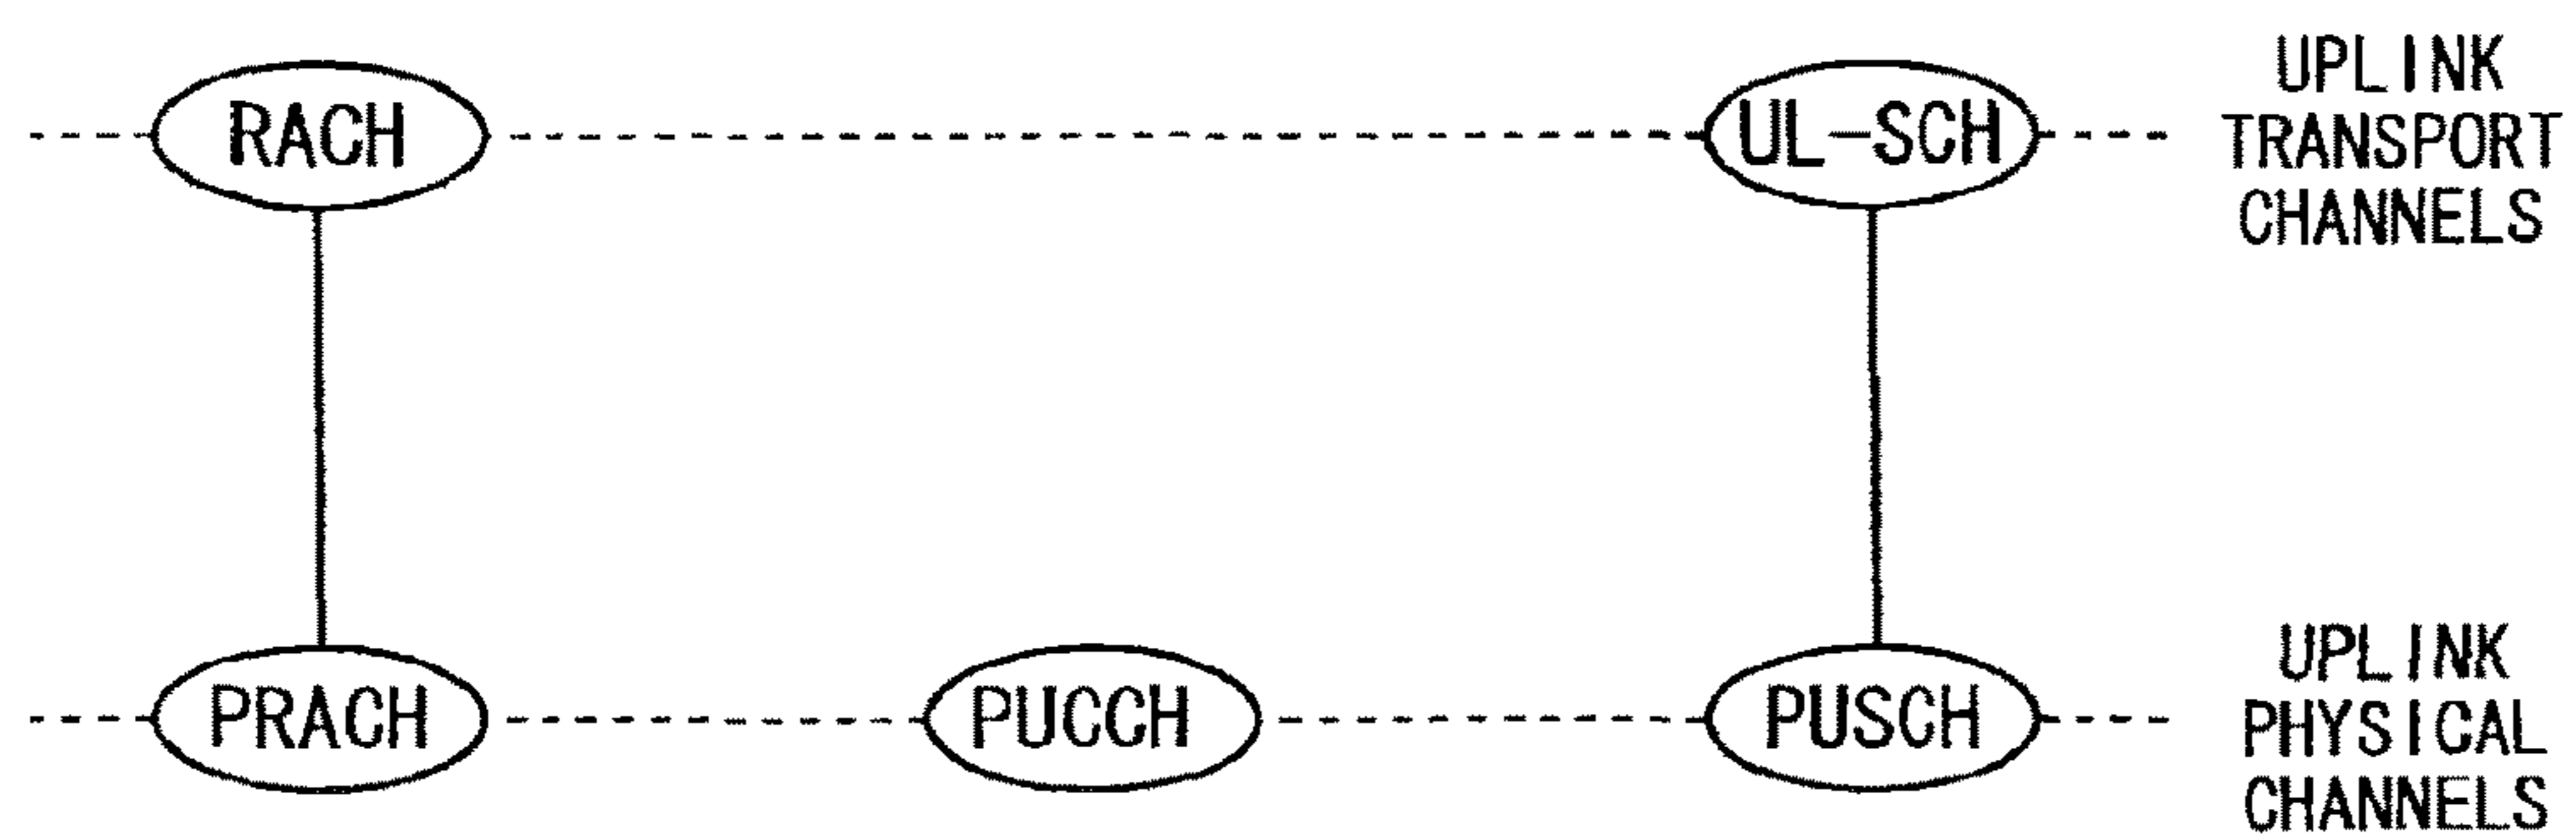 RACH
UL-SCH
UPLINK
TRANSPORT
CHANNELS
PRACH
PUCCH
PUSCH
UPLINK
PHYSICAL
CHANNELS